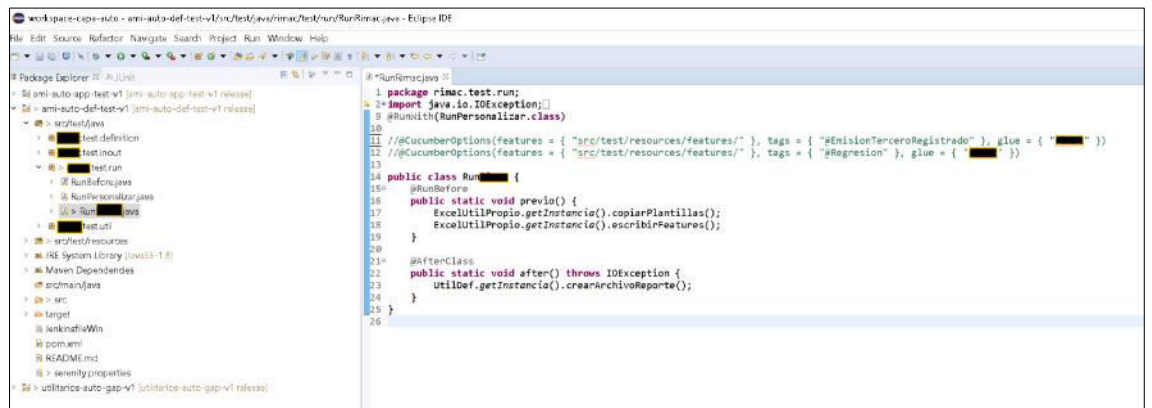 workspace-capa-auto - ami-auto-def-test-v1/src/test/java/rimac/test/run/RunRimac.java - Eclipse IDE
File Edit Source Refactor Navigate Search Project Run Window Help
Package Explorer JUnit
ami-auto-app-test-v1 [ami-auto-app-test-v1 release]
> ami-auto-def-test-v1 [ami-auto-def-test-v1 release]
> src/test/java
test.definition
test.inout
> test.run
RunBefore.java
RunPersonalizar.java
> Run java
test.util
> src/test/resources
JRE System Library [JavaSE-1.8]
Maven Dependencies
src/main/java
> src
target
JenkinsfileWin
pom.xml
README.md
> serenity.properties
> utilitarios-auto-gap-v1 [utilitarios-auto-gap-v1 release]
*RunRimac.java
1 package rimac.test.run;
2 import java.io.IOException;
9 @RunWith(RunPersonalizar.class)
10
11 //@CucumberOptions(features = { "src/test/resources/features/" }, tags = { "@EmisionTerceroRegistrado" }, glue = { " " })
12 //@CucumberOptions(features = { "src/test/resources/features/" }, tags = { "@Regresion" }, glue = { " " })
13
14 public class Run {
15 @RunBefore
16 public static void previo() {
17 ExcelUtilPropio.getInstancia().copiarPlantillas();
18 ExcelUtilPropio.getInstancia().escribirFeatures();
19 }
20
21 @AfterClass
22 public static void after() throws IOException {
23 UtilDef.getInstancia().crearArchivoReporte();
24 }
25 }
26